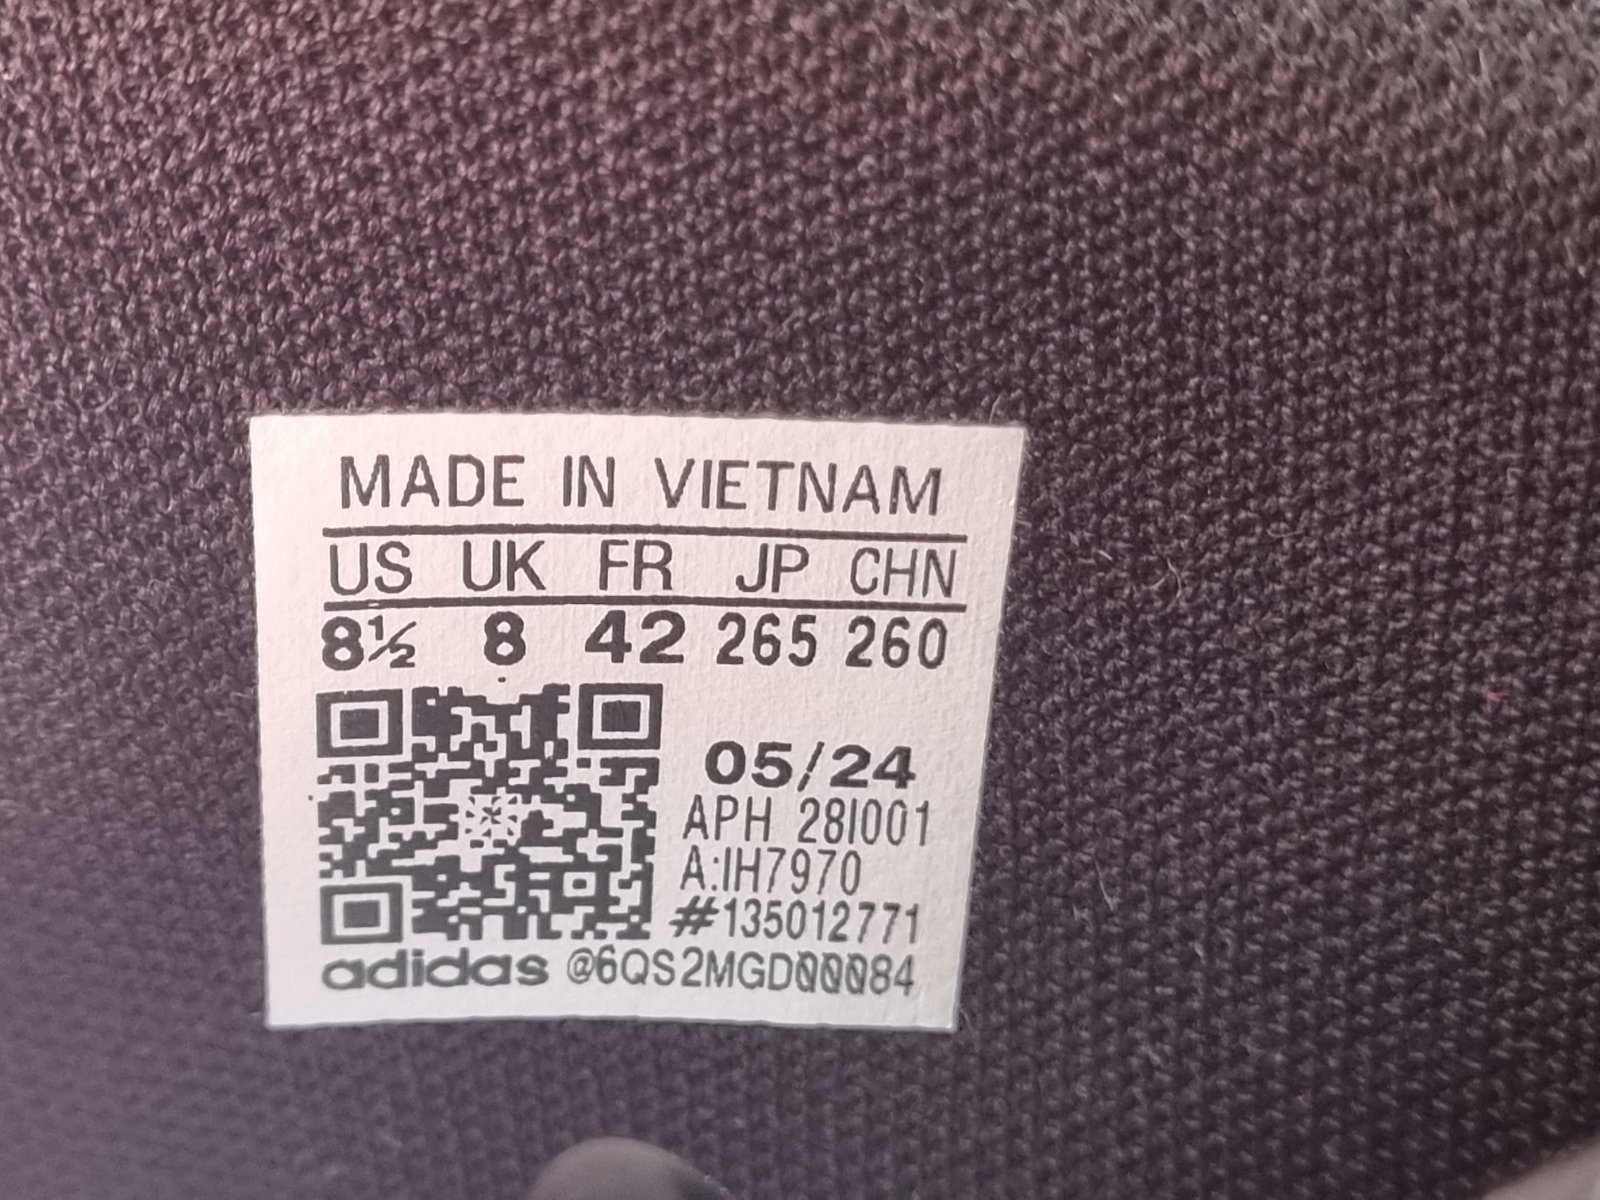 MADE IN VIETNAM
US UK FR JP CHN
8½ 8 42 265 260
05/24
APH 28I001
A:IH7970
#135012771
adidas @6QS2MGD00084